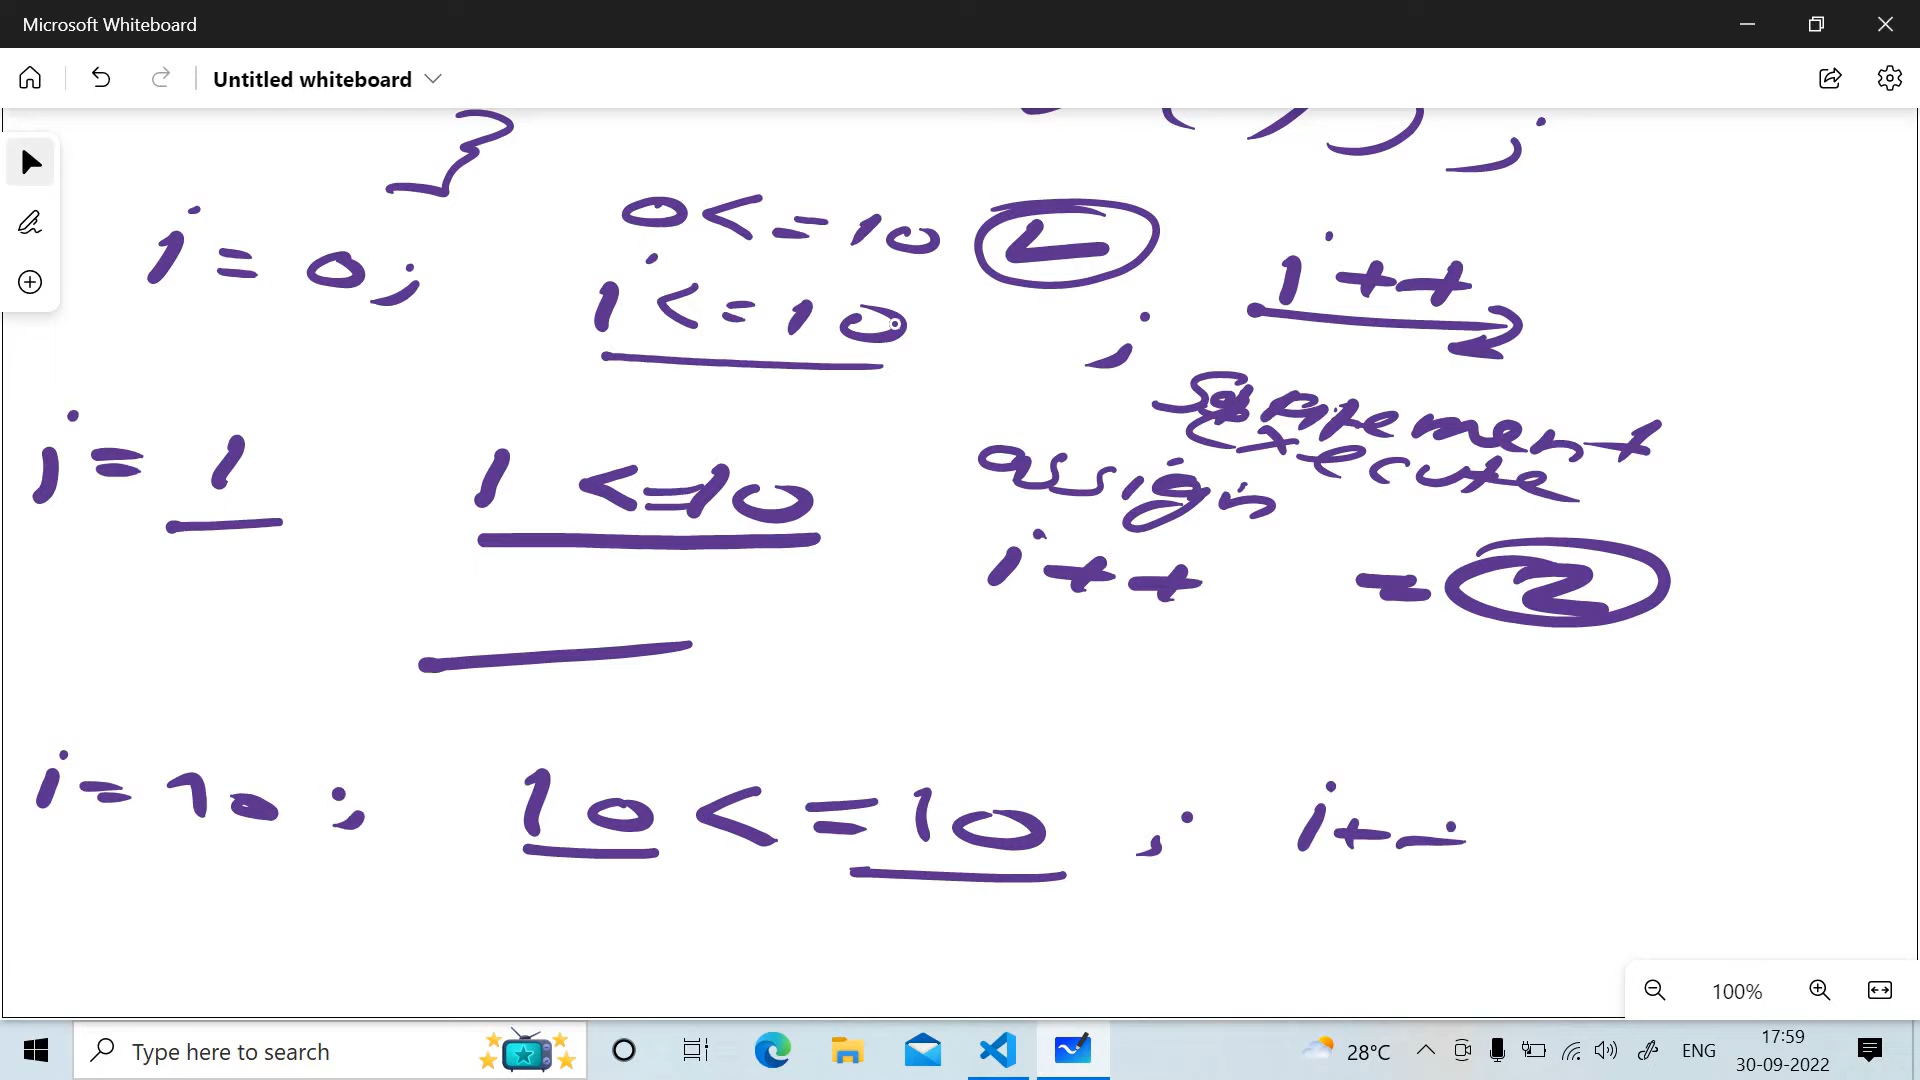 Microsoft Whiteboard
Untitled whiteboard
}
);
i = 0;
0 <= 10
i <= 10
;
i++
Statement
execute
i = 1
1 <= 10
assign
i++ = 2
i = 10 ;
10 <= 10 ;
100%
Type here to search
28°C
ENG
17:59
30-09-2022